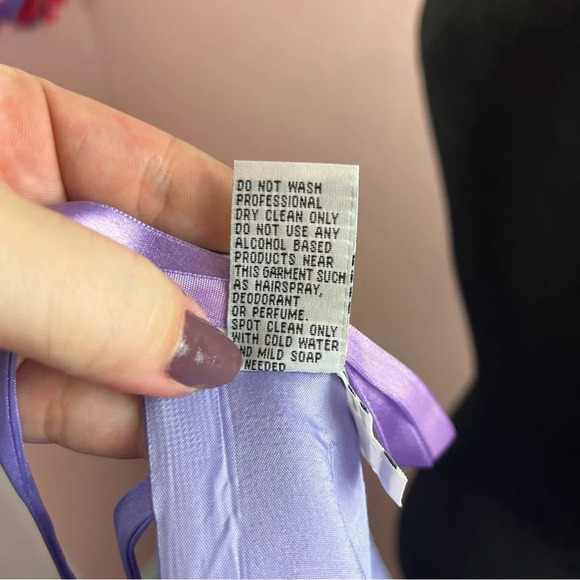 DO NOT WASH
PROFESSIONAL
DRY CLEAN ONLY
DO NOT USE ANY
ALCOHOL BASED
PRODUCTS NEAR
THIS GARMENT SUCH
AS HAIRSPRAY,
DEODORANT
OR PERFUME.
SPOT CLEAN ONLY
WITH COLD WATER
AND MILD SOAP
NEEDED